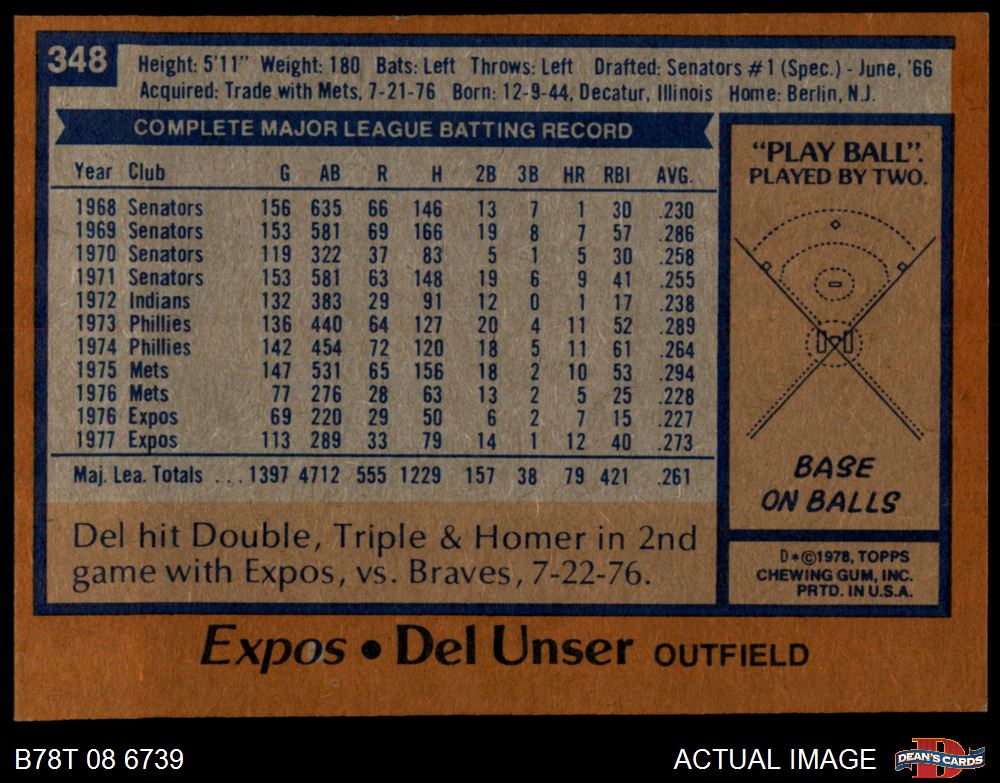 348
Height: 5'11" Weight: 180 Bats: Left Throws: Left Drafted: Senators #1 (Spec.) - June, '66
Acquired: Trade with Mets, 7-21-76 Born: 12-9-44, Decatur, Illinois Home: Berlin, N.J.
COMPLETE MAJOR LEAGUE BATTING RECORD
Year Club G AB R H 2B 3B HR RBI AVG.
1968 Senators 156 635 66 146 13 7 1 30 .230
1969 Senators 153 581 69 166 19 8 7 57 .286
1970 Senators 119 322 37 83 5 1 5 30 .258
1971 Senators 153 581 63 148 19 6 9 41 .255
1972 Indians 132 383 29 91 12 0 1 17 .238
1973 Phillies 136 440 64 127 20 4 11 52 .289
1974 Phillies 142 454 72 120 18 5 11 61 .264
1975 Mets 147 531 65 156 18 2 10 53 .294
1976 Mets 77 276 28 63 13 2 5 25 .228
1976 Expos 69 220 29 50 6 2 7 15 .227
1977 Expos 113 289 33 79 14 1 12 40 .273
Maj. Lea. Totals ... 1397 4712 555 1229 157 38 79 421 .261
Del hit Double, Triple & Homer in 2nd
game with Expos, vs. Braves, 7-22-76.
"PLAY BALL".
PLAYED BY TWO.
BASE
ON BALLS
D*©1978, TOPPS
CHEWING GUM, INC.
PRTD. IN U.S.A.
Expos • Del Unser OUTFIELD
B78T 08 6739
ACTUAL IMAGE
D
DEAN'S CARDS